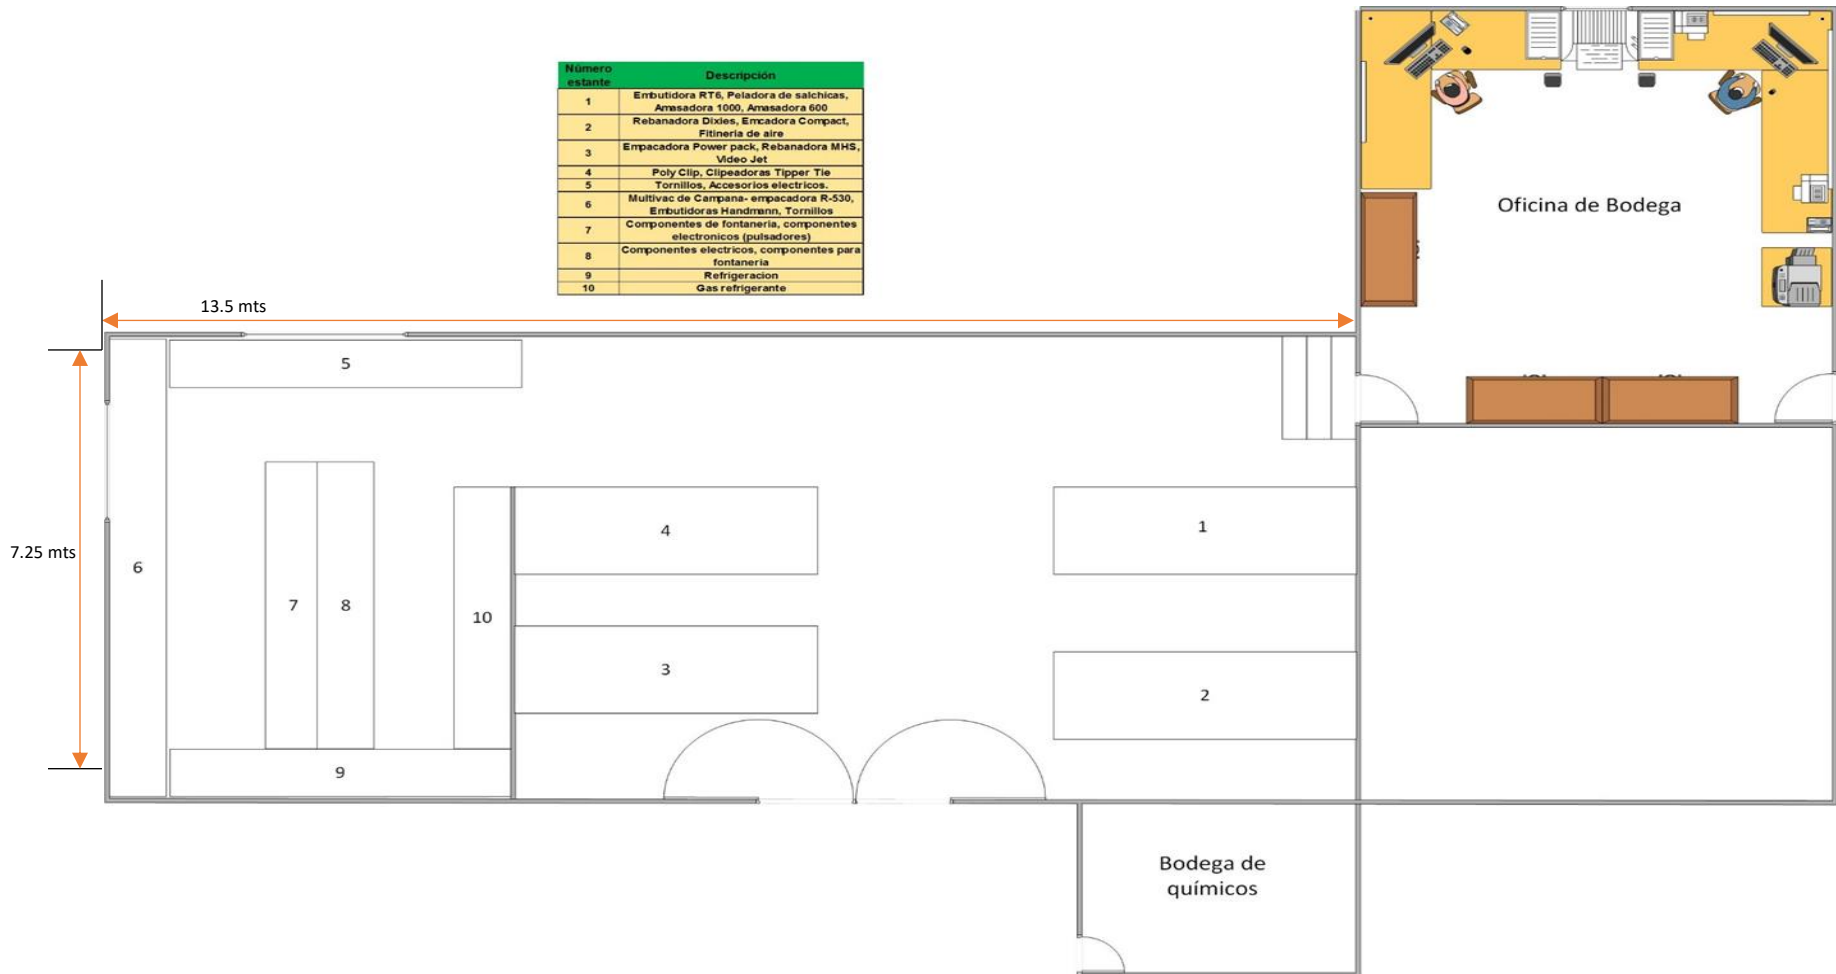 Número estante Descripción
1 Embutidora RT6, Peladora de salchicas,
Amasadora 1000, Amasadora 600
2 Rebanadora Dixies, Emcadora Compact,
Fitineria de aire
3 Empacadora Power pack, Rebanadora MHS,
Video Jet
4 Poly Clip, Clipeadoras Tipper Tie
5 Tornillos, Accesorios electricos.
6 Multivac de Campana- empacadora R-530,
Embutidoras Handmann, Tornillos
7 Componentes de fontaneria, componentes
electronicos (pulsadores)
8 Componentes electricos, componentes para
fontaneria
9 Refrigeracion
10 Gas refrigerante
Oficina de Bodega
13.5 mts
5
7.25 mts
6
7
8
10
4
1
3
2
9
Bodega de
químicos